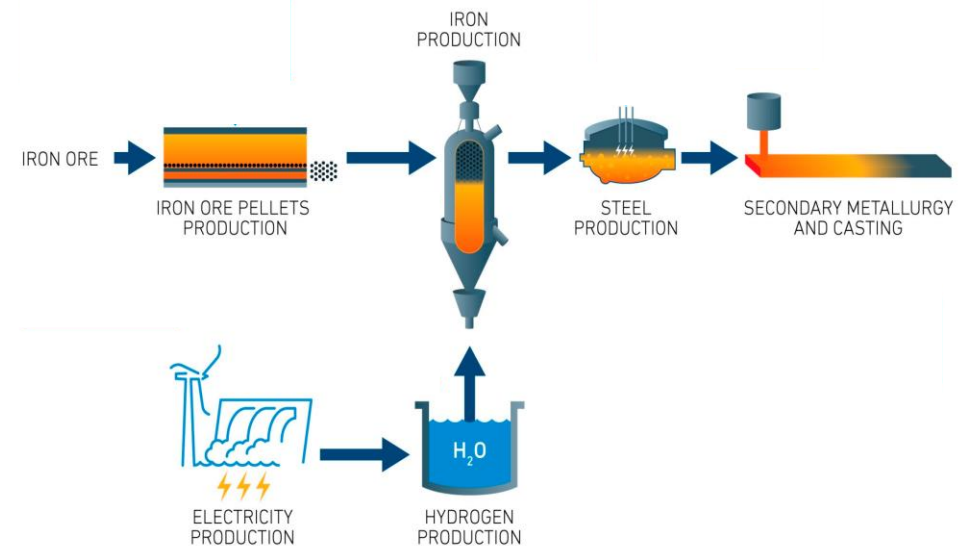 IRON
PRODUCTION
IRON ORE
IRON ORE PELLETS
PRODUCTION
STEEL
PRODUCTION
SECONDARY METALLURGY
AND CASTING
H₂O
ELECTRICITY
PRODUCTION
HYDROGEN
PRODUCTION